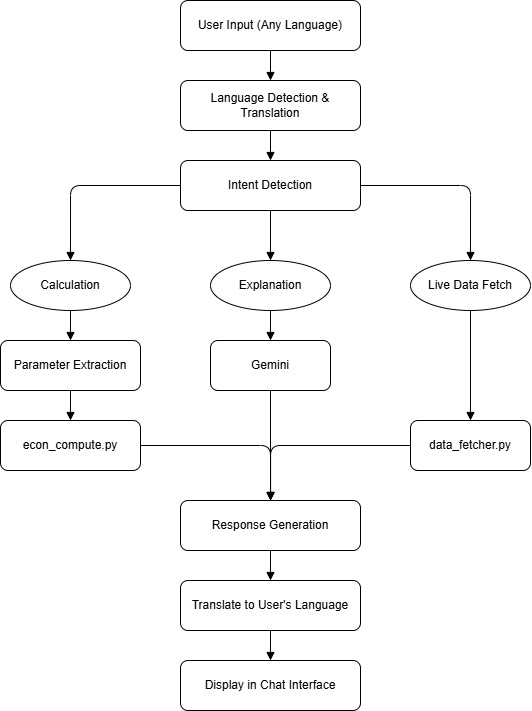 User Input (Any Language)
Language Detection &
Translation
Intent Detection
Calculation
Explanation
Live Data Fetch
Parameter Extraction
Gemini
econ_compute.py
data_fetcher.py
Response Generation
Translate to User's Language
Display in Chat Interface